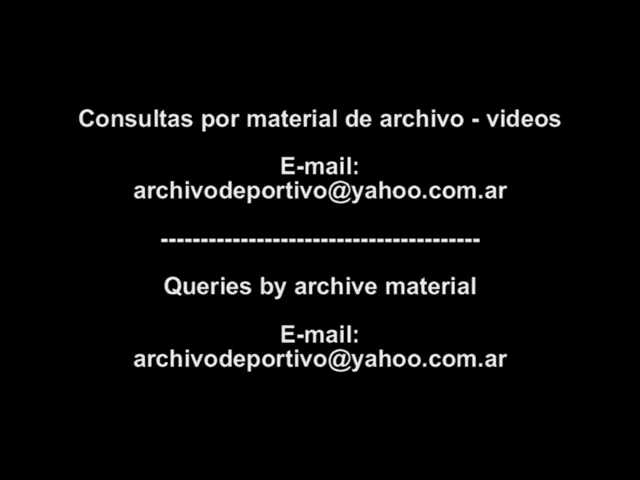 Consultas por material de archivo - videos
E-mail:
archivodeportivo@yahoo.com.ar
----------------------------------------
Queries by archive material
E-mail:
archivodeportivo@yahoo.com.ar